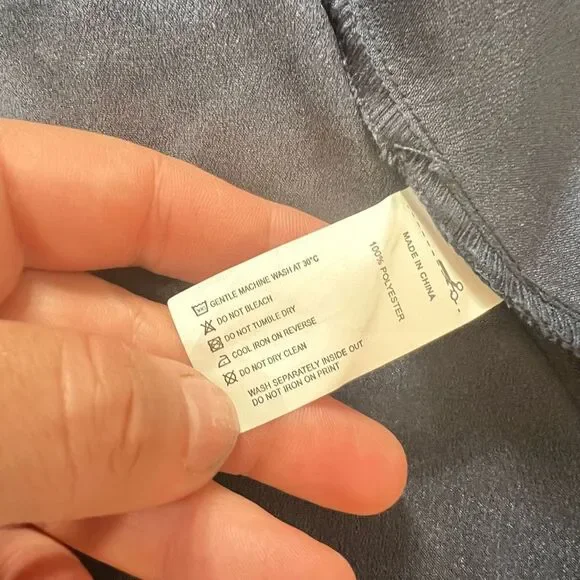 MADE IN CHINA
100% POLYESTER
GENTLE MACHINE WASH AT 30°C
DO NOT BLEACH
DO NOT TUMBLE DRY
COOL IRON ON REVERSE
DO NOT DRY CLEAN
WASH SEPARATELY INSIDE OUT
DO NOT IRON ON PRINT